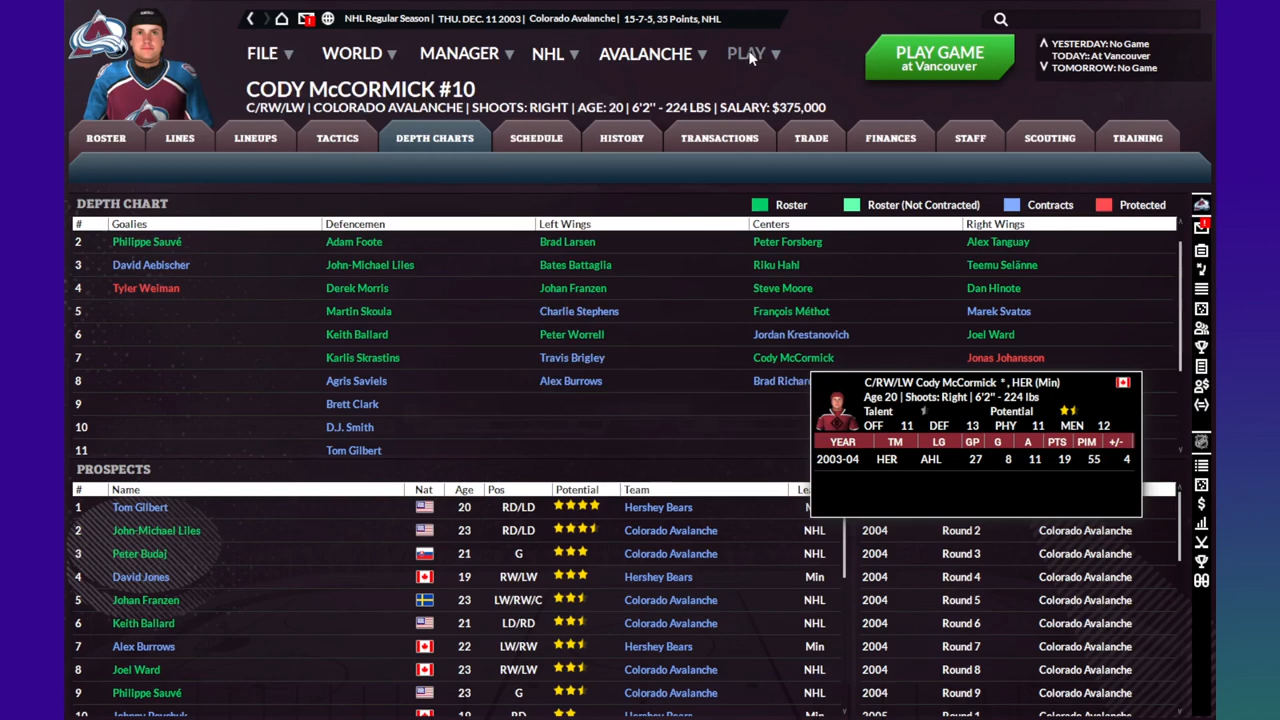 NHL Regular Season | THU. DEC. 11 2003 | Colorado Avalanche | 15-7-5, 35 Points, NHL
FILE WORLD MANAGER NHL AVALANCHE PLAY
PLAY GAME
at Vancouver
YESTERDAY: No Game
TODAY:: At Vancouver
TOMORROW: No Game
CODY McCORMICK #10
C/RW/LW | COLORADO AVALANCHE | SHOOTS: RIGHT | AGE: 20 | 6'2" - 224 LBS | SALARY: $375,000
ROSTER LINES LINEUPS TACTICS DEPTH CHARTS SCHEDULE HISTORY TRANSACTIONS TRADE FINANCES STAFF SCOUTING TRAINING
DEPTH CHART Roster Roster (Not Contracted) Contracts Protected
# Goalies Defencemen Left Wings Centers Right Wings
2 Philippe Sauvé Adam Foote Brad Larsen Peter Forsberg Alex Tanguay
3 David Aebischer John-Michael Liles Bates Battaglia Riku Hahl Teemu Selänne
4 Tyler Weiman Derek Morris Johan Franzen Steve Moore Dan Hinote
5 Martin Skoula Charlie Stephens François Méthot Marek Svatos
6 Keith Ballard Peter Worrell Jordan Krestanovich Joel Ward
7 Karlis Skrastins Travis Brigley Cody McCormick Jonas Johansson
8 Agris Saviels Alex Burrows Brad Richar
9 Brett Clark
10 D.J. Smith
11 Tom Gilbert
C/RW/LW Cody McCormick * , HER (Min)
Age 20 | Shoots: Right | 6'2" - 224 lbs
Talent Potential
OFF 11 DEF 13 PHY 11 MEN 12
YEAR TM LG GP G A PTS PIM +/-
2003-04 HER AHL 27 8 11 19 55 4
PROSPECTS
# Name Nat Age Pos Potential Team Le
1 Tom Gilbert 20 RD/LD Hershey Bears M
2 John-Michael Liles 23 RD/LD Colorado Avalanche NHL 2004 Round 2 Colorado Avalanche
3 Peter Budaj 21 G Colorado Avalanche NHL 2004 Round 3 Colorado Avalanche
4 David Jones 19 RW/LW Hershey Bears Min 2004 Round 4 Colorado Avalanche
5 Johan Franzen 23 LW/RW/C Colorado Avalanche NHL 2004 Round 5 Colorado Avalanche
6 Keith Ballard 21 LD/RD Colorado Avalanche NHL 2004 Round 6 Colorado Avalanche
7 Alex Burrows 22 LW/RW Hershey Bears Min 2004 Round 7 Colorado Avalanche
8 Joel Ward 23 RW/LW Colorado Avalanche NHL 2004 Round 8 Colorado Avalanche
9 Philippe Sauvé 23 G Colorado Avalanche NHL 2004 Round 9 Colorado Avalanche